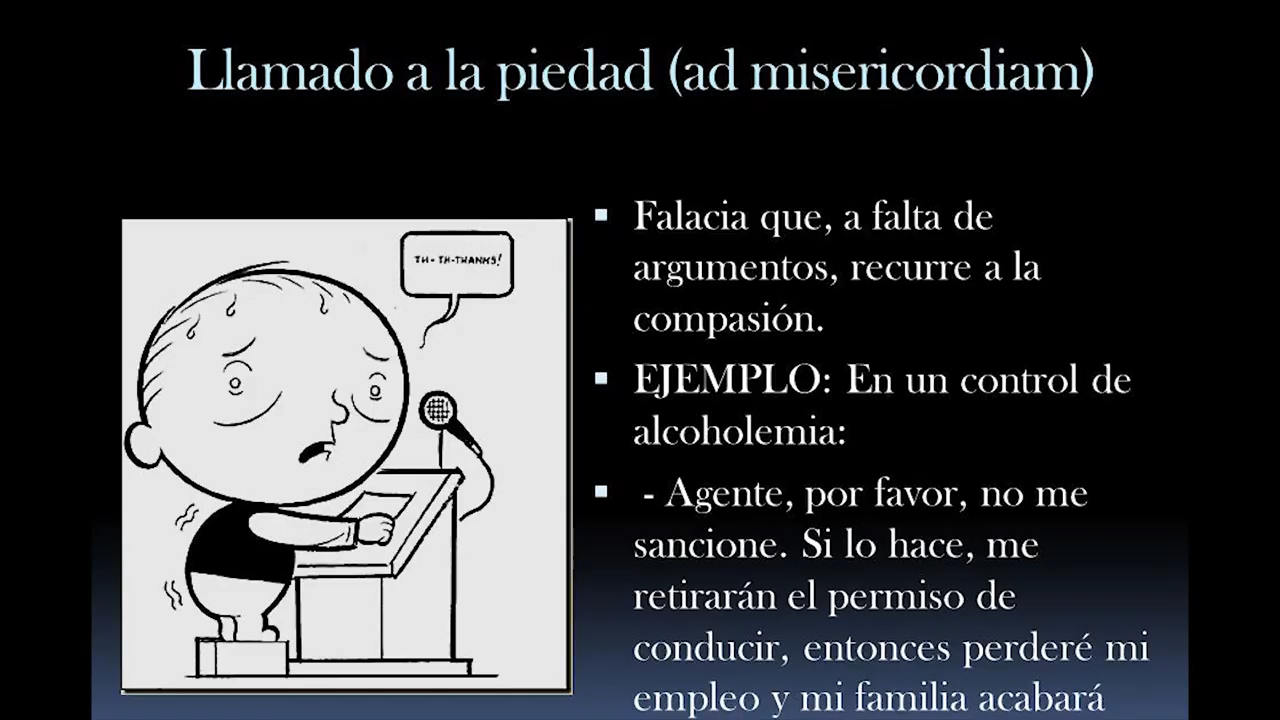 Llamado a la piedad (ad misericordiam)
TH- TH-THANKS!
▪ Falacia que, a falta de
argumentos, recurre a la
compasión.
▪ EJEMPLO: En un control de
alcoholemia:
▪ - Agente, por favor, no me
sancione. Si lo hace, me
retirarán el permiso de
conducir, entonces perderé mi
empleo y mi familia acabará